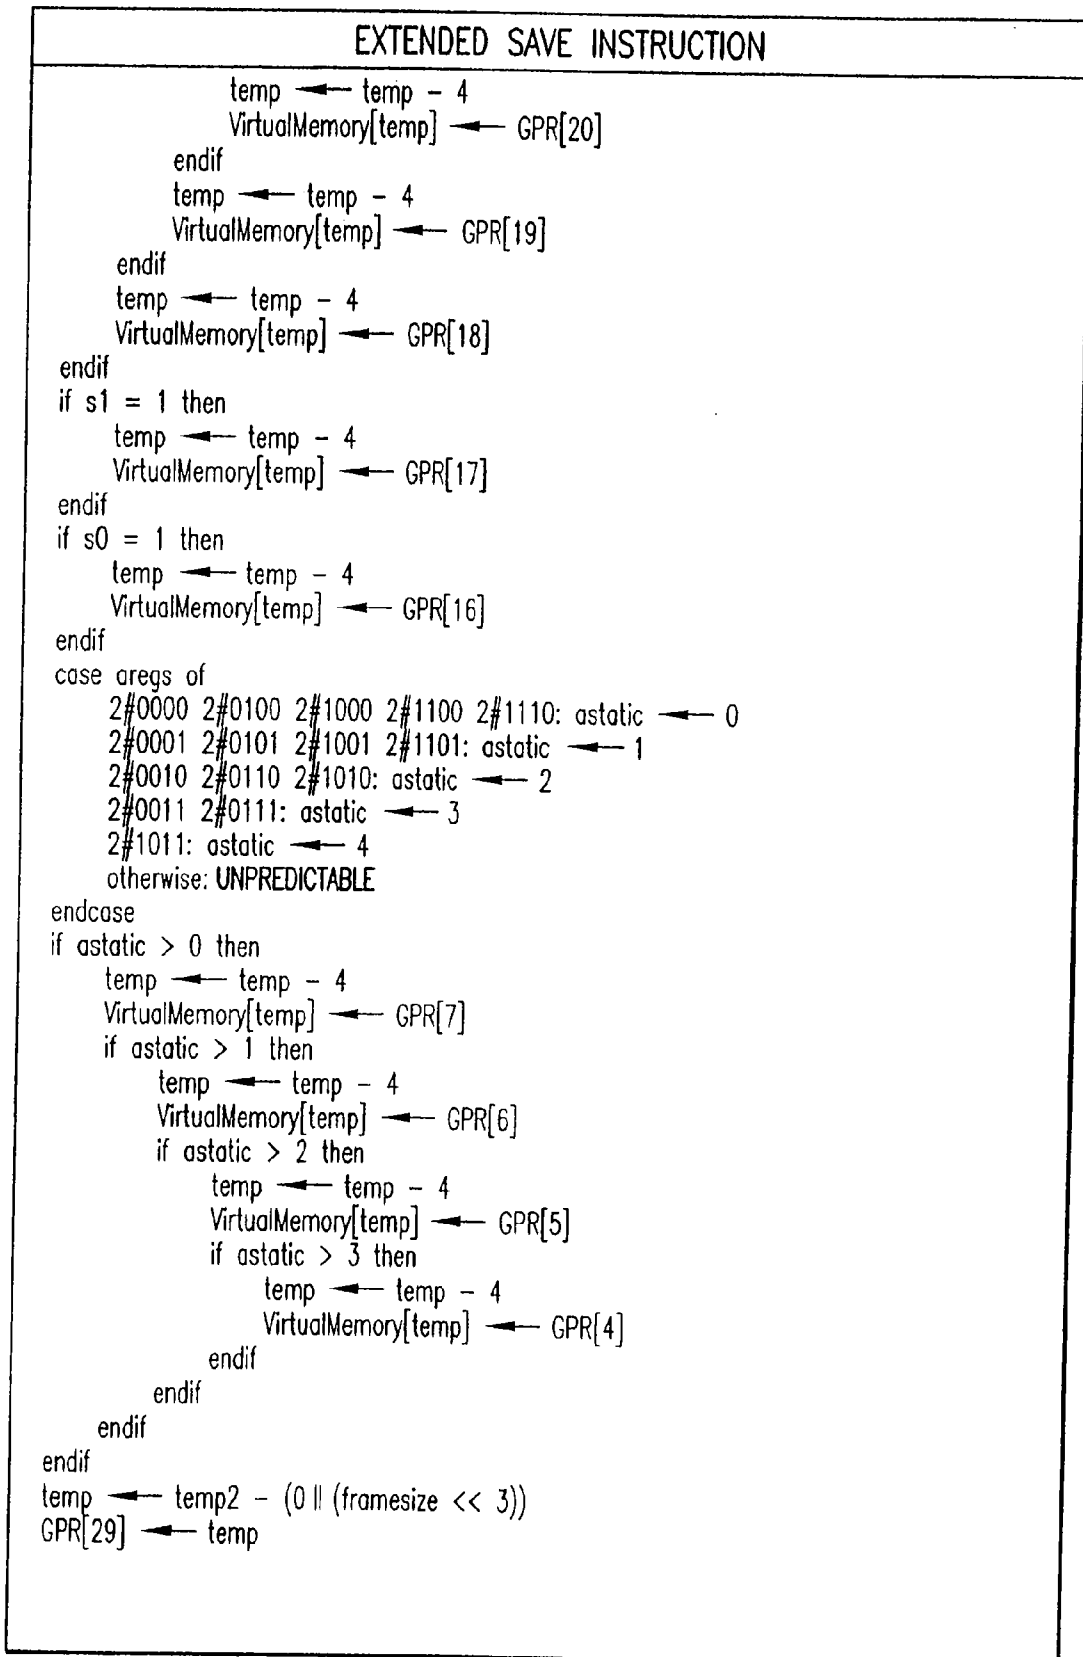 EXTENDED SAVE INSTRUCTION
temp ← temp - 4
VirtualMemory[temp] ← GPR[20]
endif
temp ← temp - 4
VirtualMemory[temp] ← GPR[19]
endif
temp ← temp - 4
VirtualMemory[temp] ← GPR[18]
endif
if s1 = 1 then
temp ← temp - 4
VirtualMemory[temp] ← GPR[17]
endif
if s0 = 1 then
temp ← temp - 4
VirtualMemory[temp] ← GPR[16]
endif
case aregs of
2#0000 2#0100 2#1000 2#1100 2#1110: astatic ← 0
2#0001 2#0101 2#1001 2#1101: astatic ← 1
2#0010 2#0110 2#1010: astatic ← 2
2#0011 2#0111: astatic ← 3
2#1011: astatic ← 4
otherwise: UNPREDICTABLE
endcase
if astatic > 0 then
temp ← temp - 4
VirtualMemory[temp] ← GPR[7]
if astatic > 1 then
temp ← temp - 4
VirtualMemory[temp] ← GPR[6]
if astatic > 2 then
temp ← temp - 4
VirtualMemory[temp] ← GPR[5]
if astatic > 3 then
temp ← temp - 4
VirtualMemory[temp] ← GPR[4]
endif
endif
endif
endif
temp ← temp2 - (0 || (framesize << 3))
GPR[29] ← temp